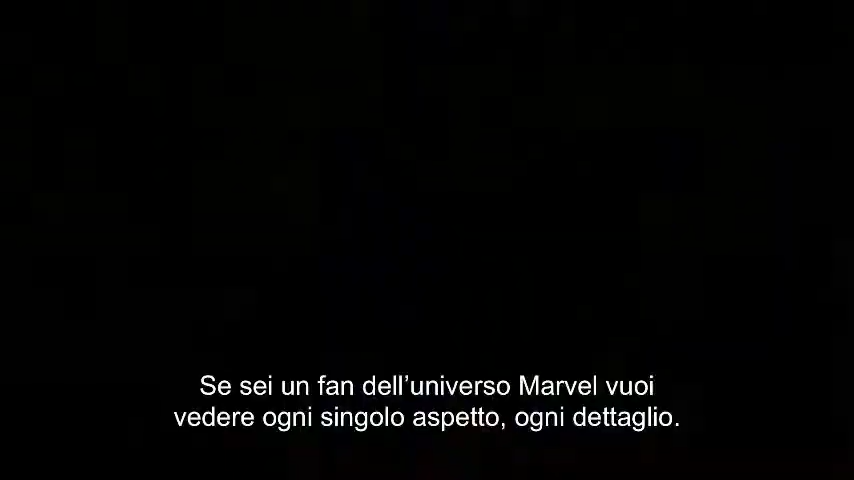 Se sei un fan dell’universo Marvel vuoi
vedere ogni singolo aspetto, ogni dettaglio.